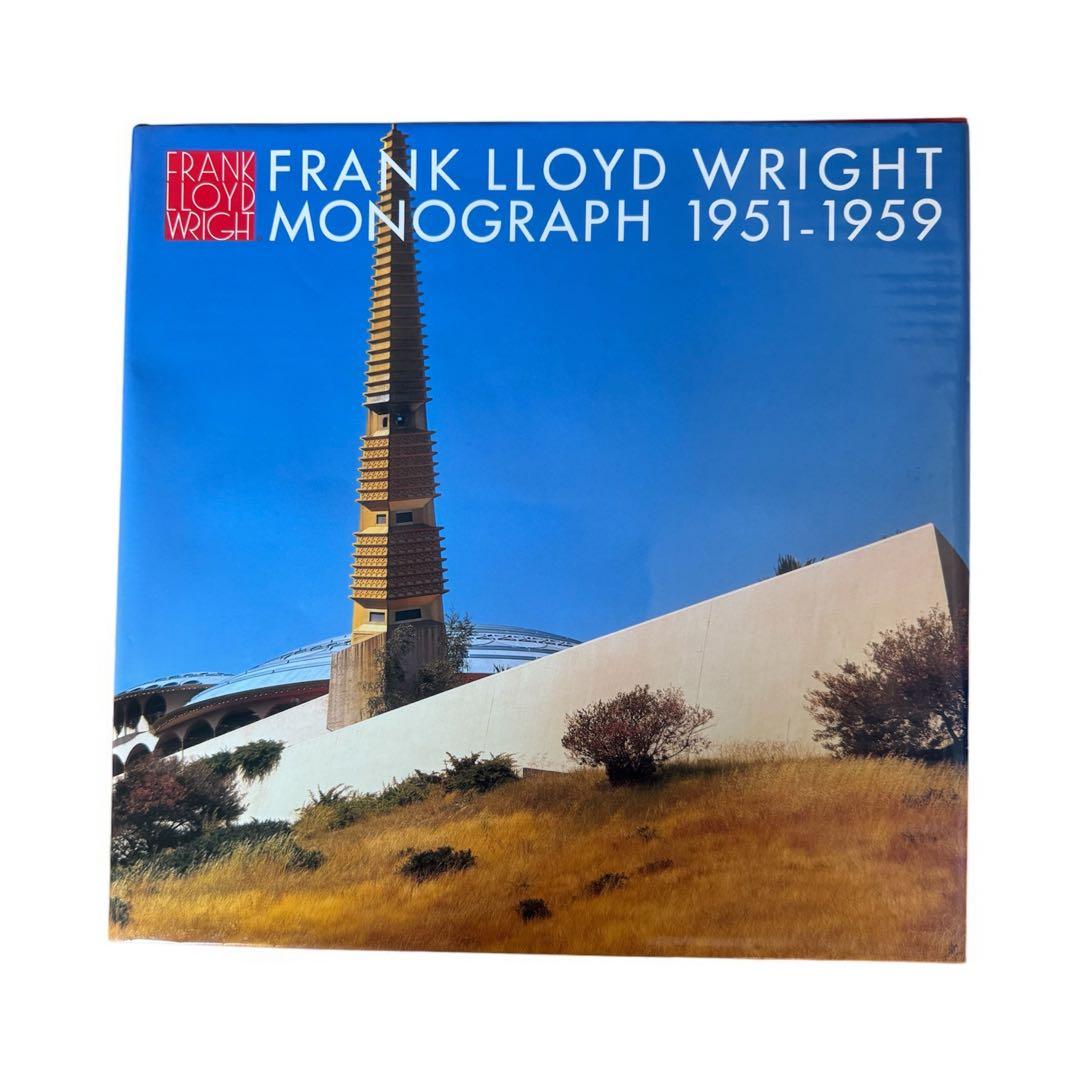 FRANK
LLOYD
WRIGHT
FRANK LLOYD WRIGHT
MONOGRAPH 1951-1959